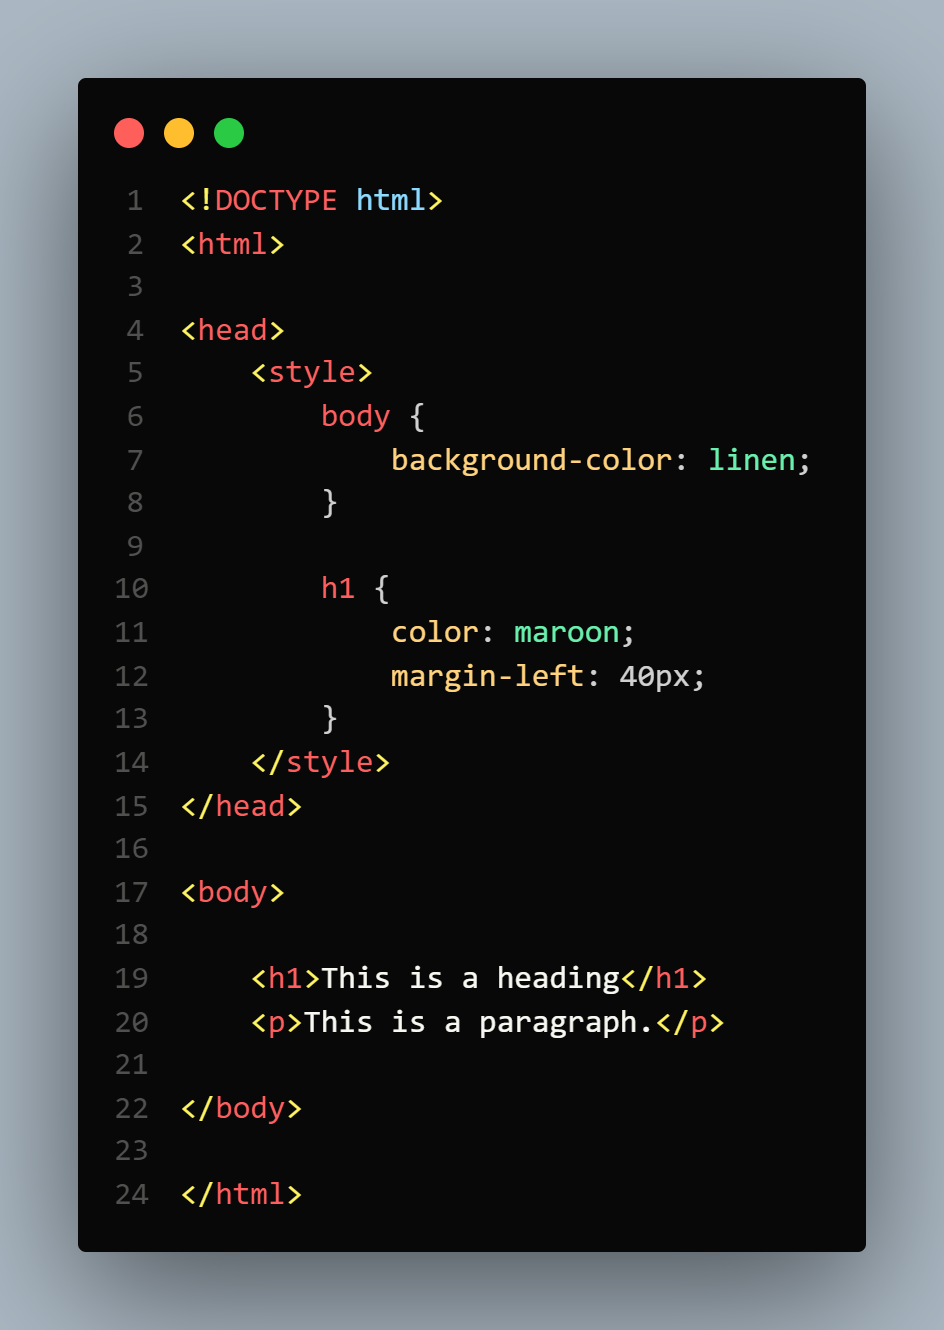 1 <!DOCTYPE html>
2 <html>
3
4 <head>
5     <style>
6         body {
7             background-color: linen;
8         }
9
10         h1 {
11             color: maroon;
12             margin-left: 40px;
13         }
14     </style>
15 </head>
16
17 <body>
18
19     <h1>This is a heading</h1>
20     <p>This is a paragraph.</p>
21
22 </body>
23
24 </html>